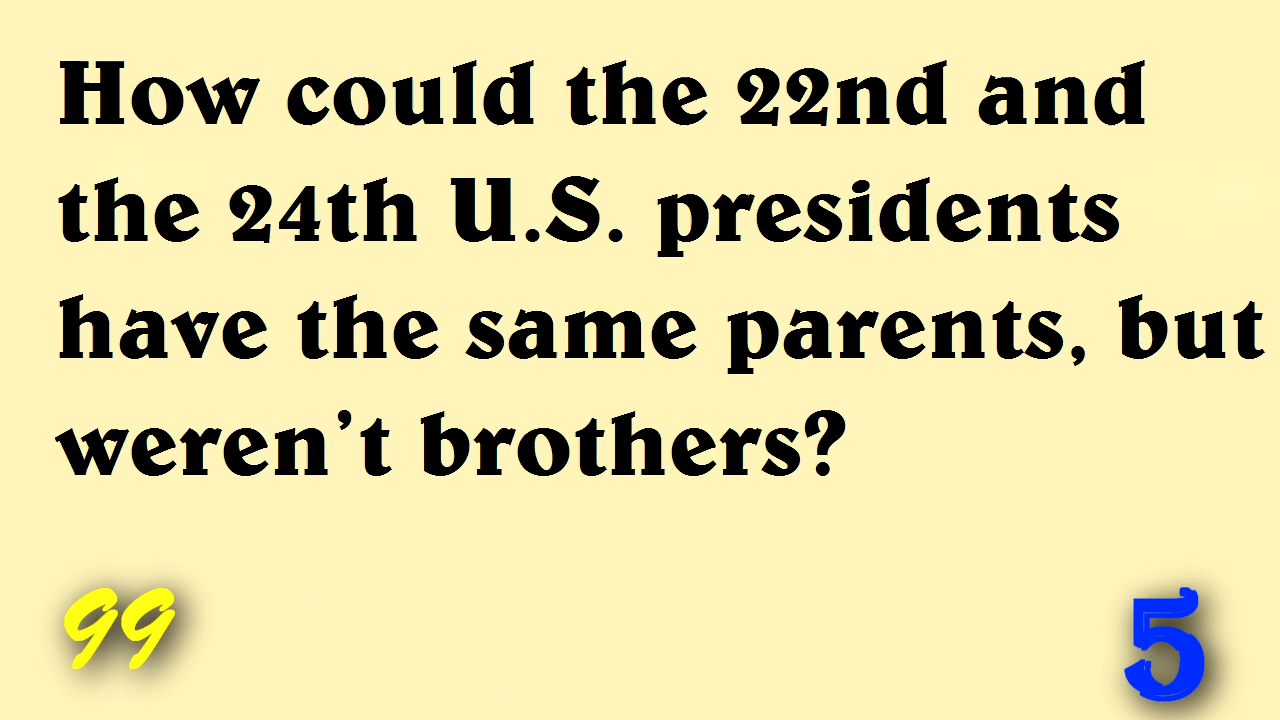 How could the 22nd and
the 24th U.S. presidents
have the same parents, but
weren't brothers?
99
5